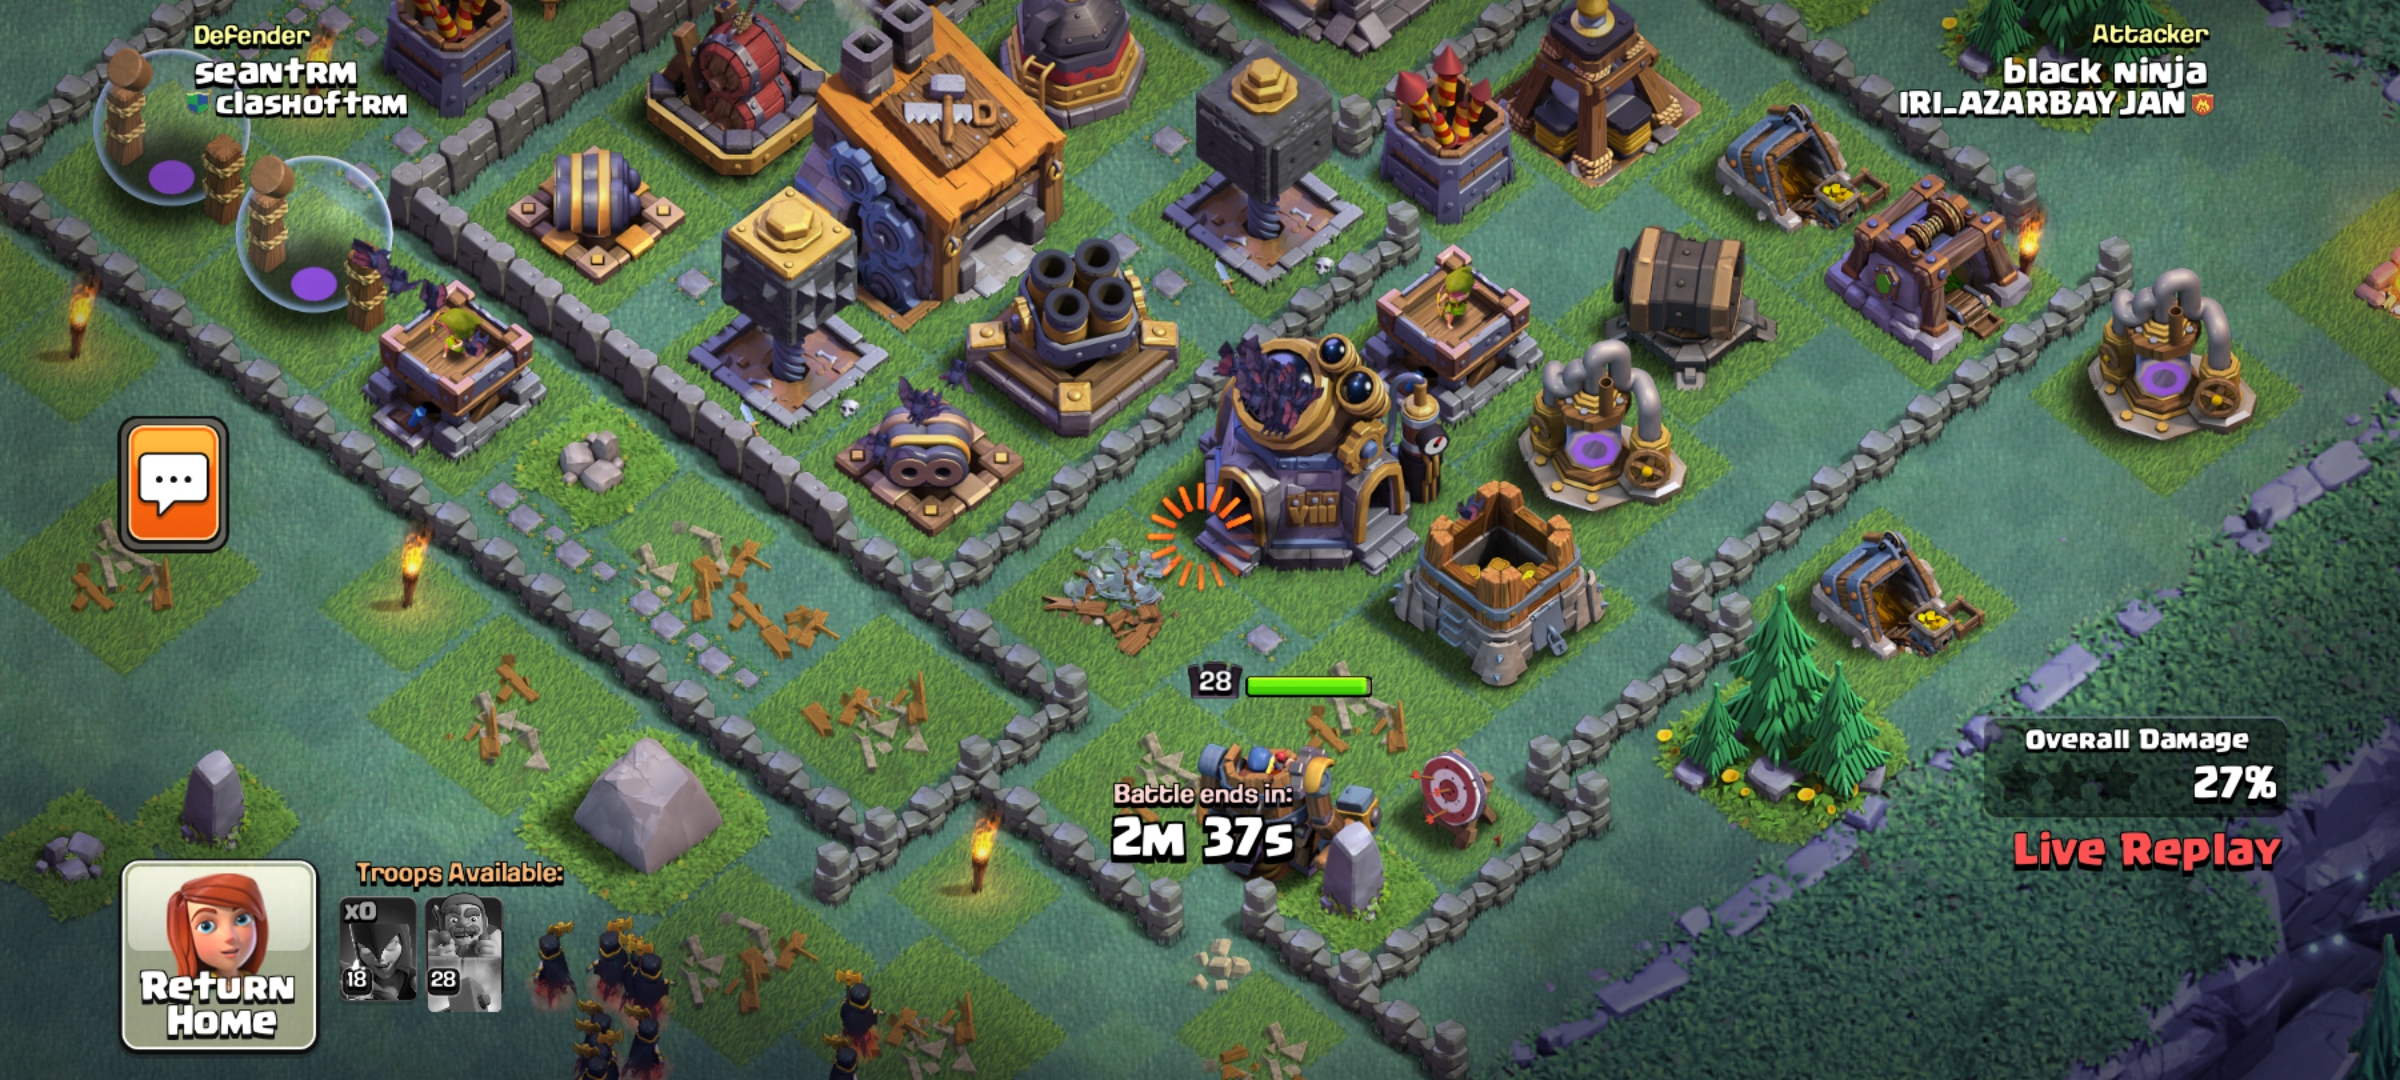 Defender
seantRM
clashoftRM
Attacker
black ninja
IRI_AZARBAYJAN
D
VIII
28
Battle ends in:
2M 37s
Overall Damage
27%
Live Replay
Troops Available:
x0
18
28
Return
Home